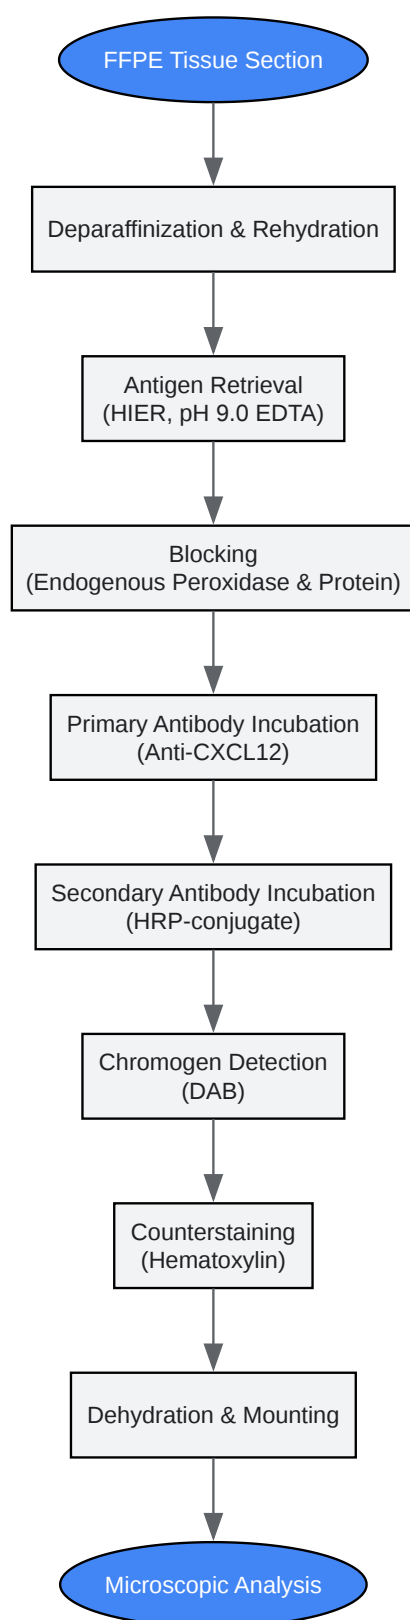 FFPE Tissue Section
Deparaffinization & Rehydration
Antigen Retrieval
(HIER, pH 9.0 EDTA)
Blocking
(Endogenous Peroxidase & Protein)
Primary Antibody Incubation
(Anti-CXCL12)
Secondary Antibody Incubation
(HRP-conjugate)
Chromogen Detection
(DAB)
Counterstaining
(Hematoxylin)
Dehydration & Mounting
Microscopic Analysis